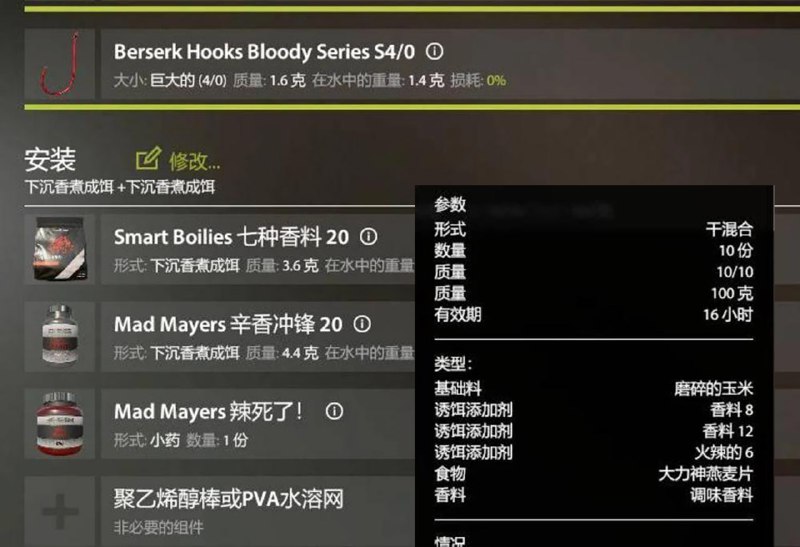 Berserk Hooks Bloody Series S4/0
大小: 巨大的 (4/0) 质量: 1.6 克 在水中的重量: 1.4 克 损耗: 0%
安装 修改...
下沉香煮成饵 +下沉香煮成饵
Smart Boilies 七种香料 20
形式: 下沉香煮成饵 质量: 3.6 克 在水中的重量
Mad Mayers 辛香冲锋 20
形式: 下沉香煮成饵 质量: 4.4 克 在水中的重量
Mad Mayers 辣死了！
形式: 小药 数量: 1 份
聚乙烯醇棒或PVA水溶网
非必要的组件
参数
形式 干混合
数量 10 份
质量 10/10
质量 100 克
有效期 16 小时
类型:
基础料 磨碎的玉米
诱饵添加剂 香料 8
诱饵添加剂 香料 12
诱饵添加剂 火辣的 6
食物 大力神燕麦片
香料 调味香料
情况